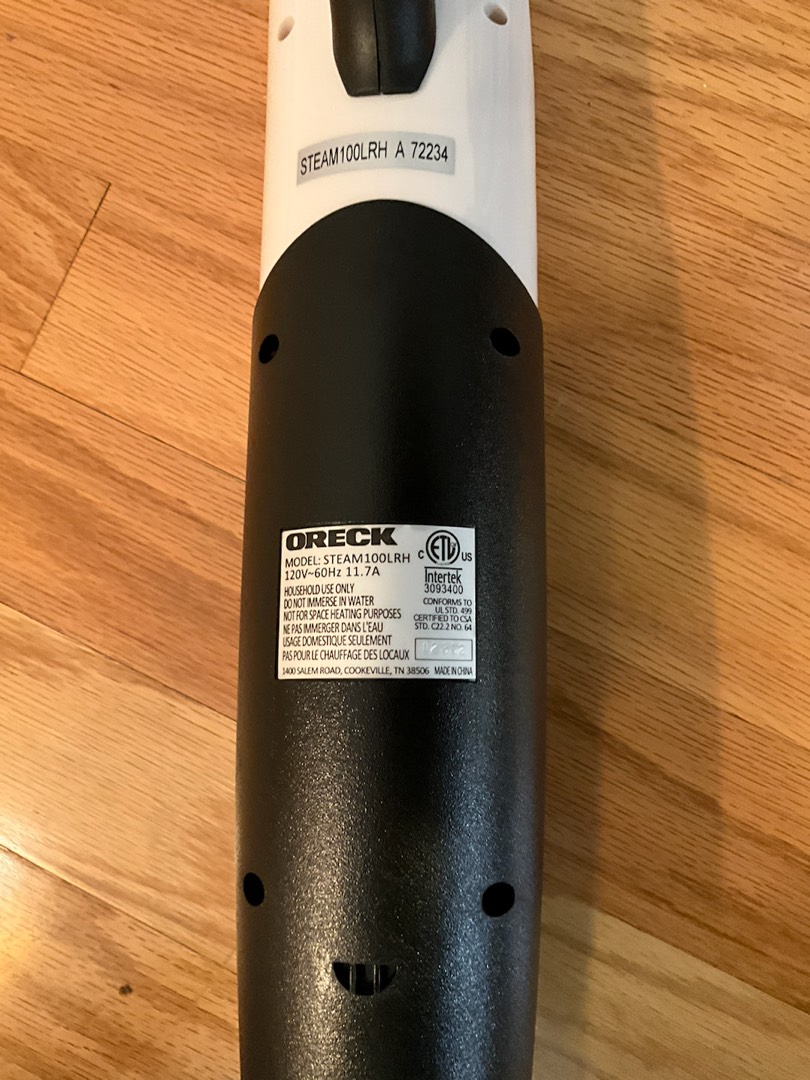 STEAM100LRH A 72234
ORECK
MODEL: STEAM100LRH
120V~60Hz 11.7A
HOUSEHOLD USE ONLY
DO NOT IMMERSE IN WATER
NOT FOR SPACE HEATING PURPOSES
NE PAS IMMERGER DANS L'EAU
USAGE DOMESTIQUE SEULEMENT
PAS POUR LE CHAUFFAGE DES LOCAUX
C ETL US
Intertek
3093400
CONFORMS TO
UL STD. 499
CERTIFIED TO CSA
STD. C22.2 NO. 64
1400 SALEM ROAD, COOKEVILLE, TN 38506 MADE IN CHINA